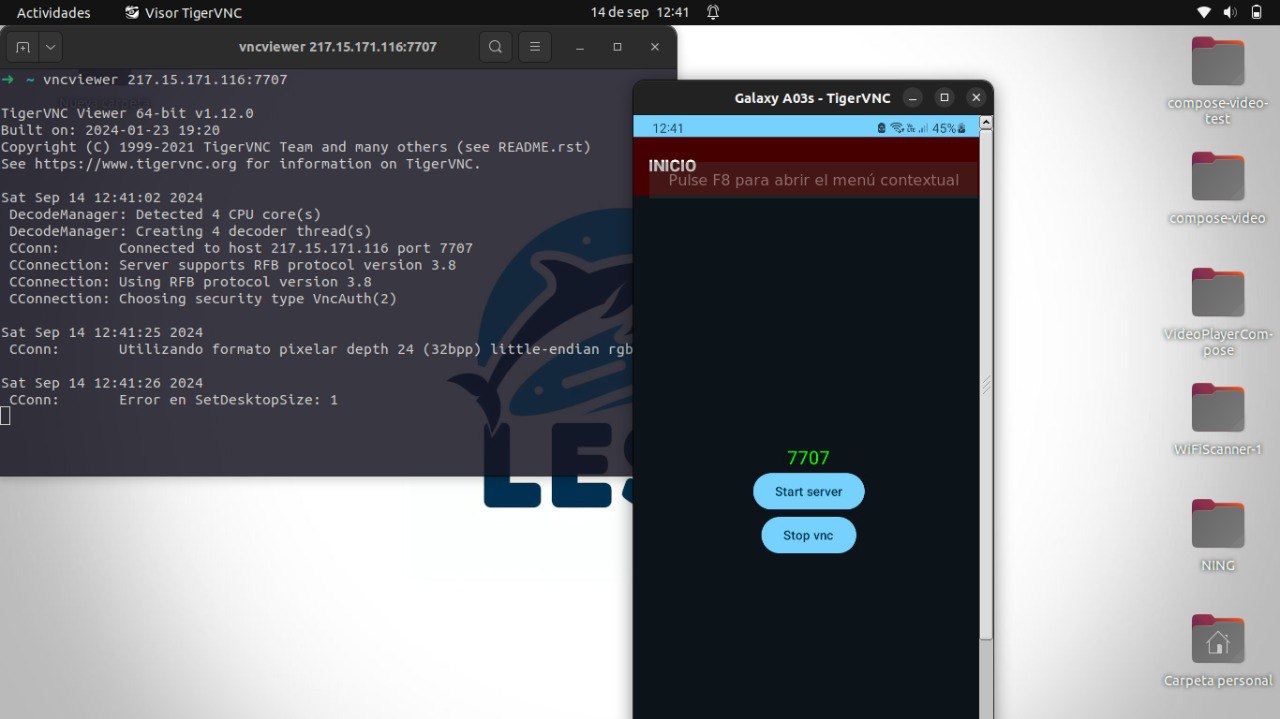 Actividades
Visor TigerVNC
14 de sep 12:41
vncviewer 217.15.171.116:7707
→ ~ vncviewer 217.15.171.116:7707
TigerVNC Viewer 64-bit v1.12.0
Built on: 2024-01-23 19:20
Copyright (C) 1999-2021 TigerVNC Team and many others (see README.rst)
See https://www.tigervnc.org for information on TigerVNC.
Sat Sep 14 12:41:02 2024
DecodeManager: Detected 4 CPU core(s)
DecodeManager: Creating 4 decoder thread(s)
CConn: Connected to host 217.15.171.116 port 7707
CConnection: Server supports RFB protocol version 3.8
CConnection: Using RFB protocol version 3.8
CConnection: Choosing security type VncAuth(2)
Sat Sep 14 12:41:25 2024
CConn: Utilizando formato pixelar depth 24 (32bpp) little-endian rgb
Sat Sep 14 12:41:26 2024
CConn: Error en SetDesktopSize: 1
Galaxy A03s - TigerVNC
12:41
45%
INICIO
Pulse F8 para abrir el menú contextual
7707
Start server
Stop vnc
compose-video-
test
compose-video
VideoPlayerCom-
pose
WiFiScanner-1
NING
Carpeta personal